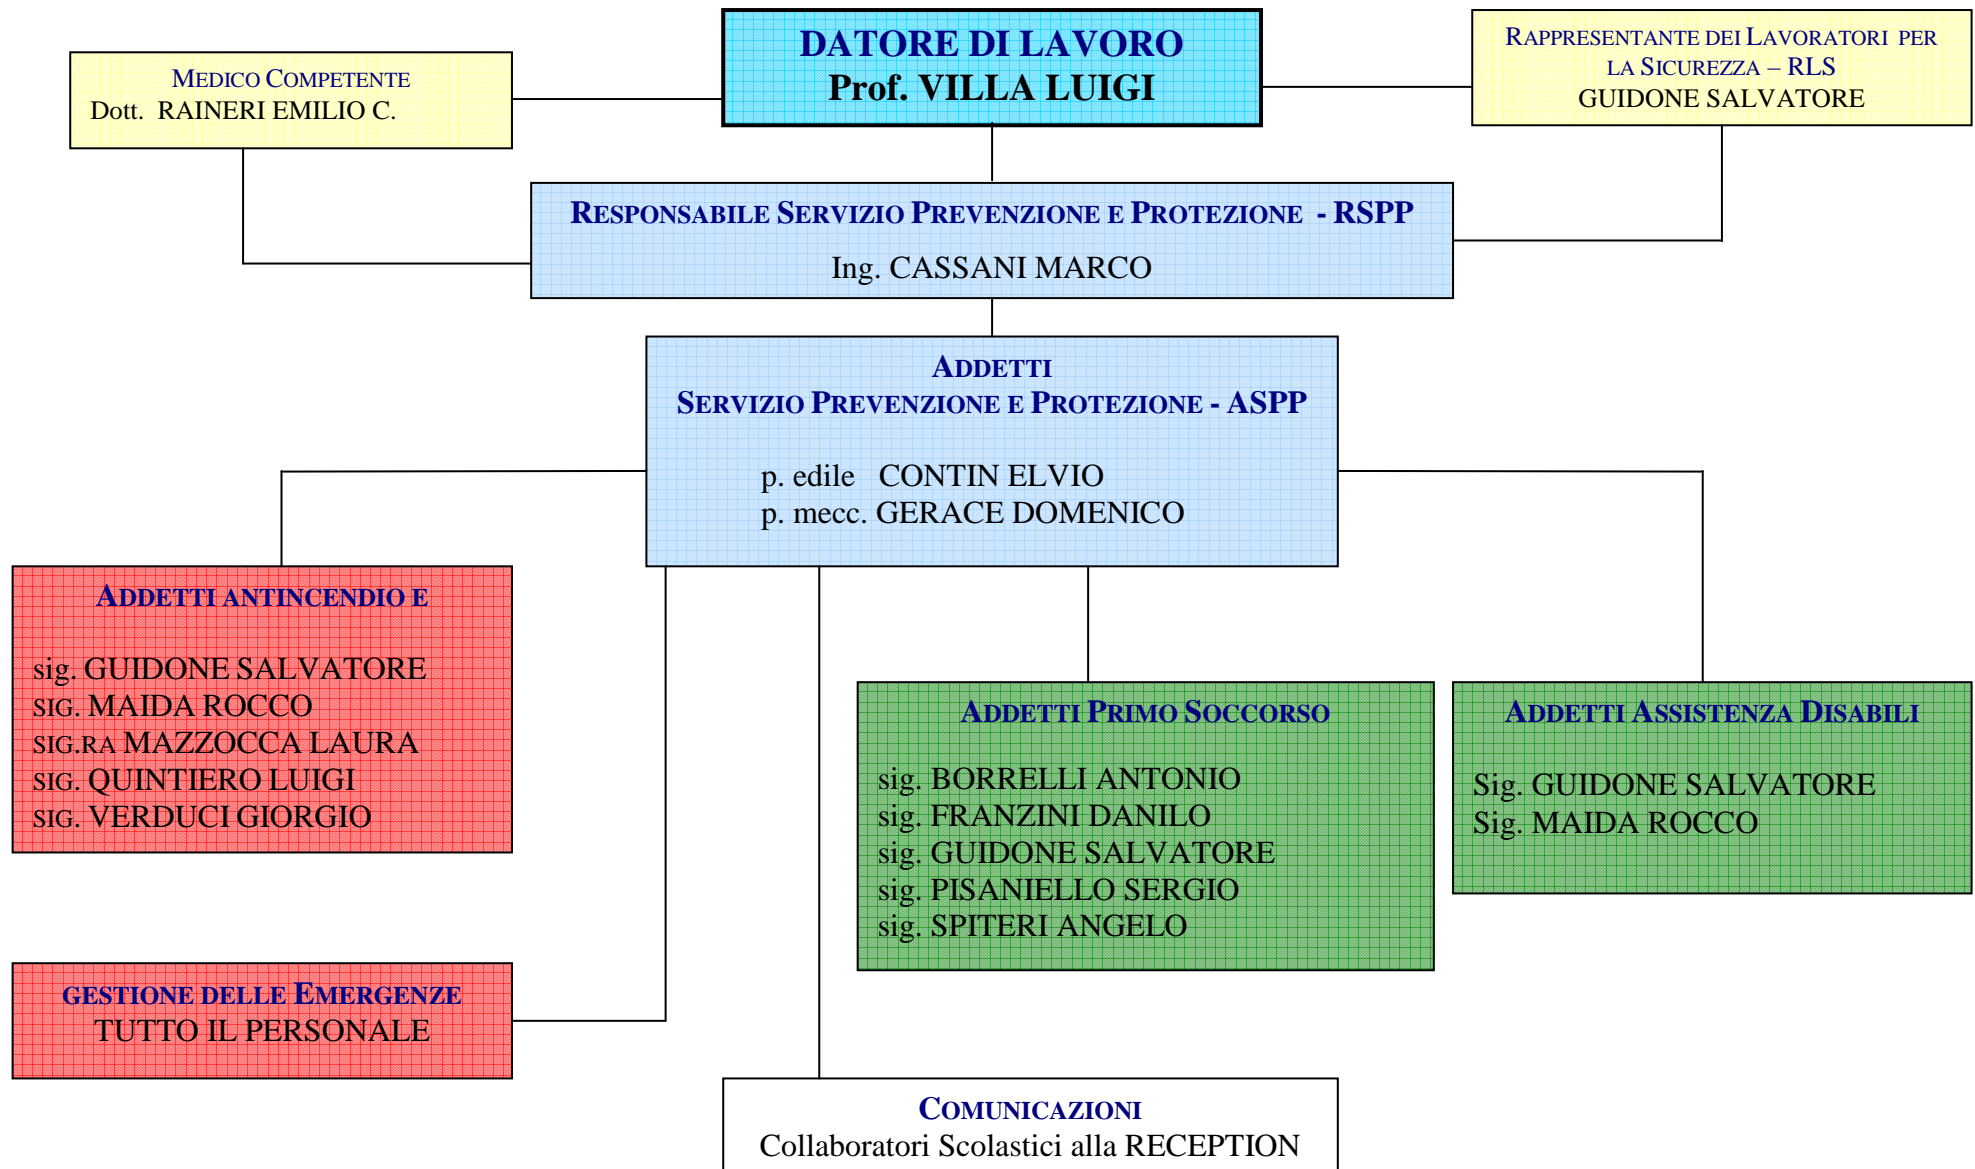 DATORE DI LAVORO
Prof. VILLA LUIGI
MEDICO COMPETENTE
Dott. RAINERI EMILIO C.
RAPPRESENTANTE DEI LAVORATORI PER
LA SICUREZZA – RLS
GUIDONE SALVATORE
RESPONSABILE SERVIZIO PREVENZIONE E PROTEZIONE - RSPP
Ing. CASSANI MARCO
ADDETTI
SERVIZIO PREVENZIONE E PROTEZIONE - ASPP
p. edile CONTIN ELVIO
p. mecc. GERACE DOMENICO
ADDETTI ANTINCENDIO E
sig. GUIDONE SALVATORE
SIG. MAIDA ROCCO
SIG.RA MAZZOCCA LAURA
SIG. QUINTIERO LUIGI
SIG. VERDUCI GIORGIO
ADDETTI PRIMO SOCCORSO
sig. BORRELLI ANTONIO
sig. FRANZINI DANILO
sig. GUIDONE SALVATORE
sig. PISANIELLO SERGIO
sig. SPITERI ANGELO
ADDETTI ASSISTENZA DISABILI
Sig. GUIDONE SALVATORE
Sig. MAIDA ROCCO
GESTIONE DELLE EMERGENZE
TUTTO IL PERSONALE
COMUNICAZIONI
Collaboratori Scolastici alla RECEPTION